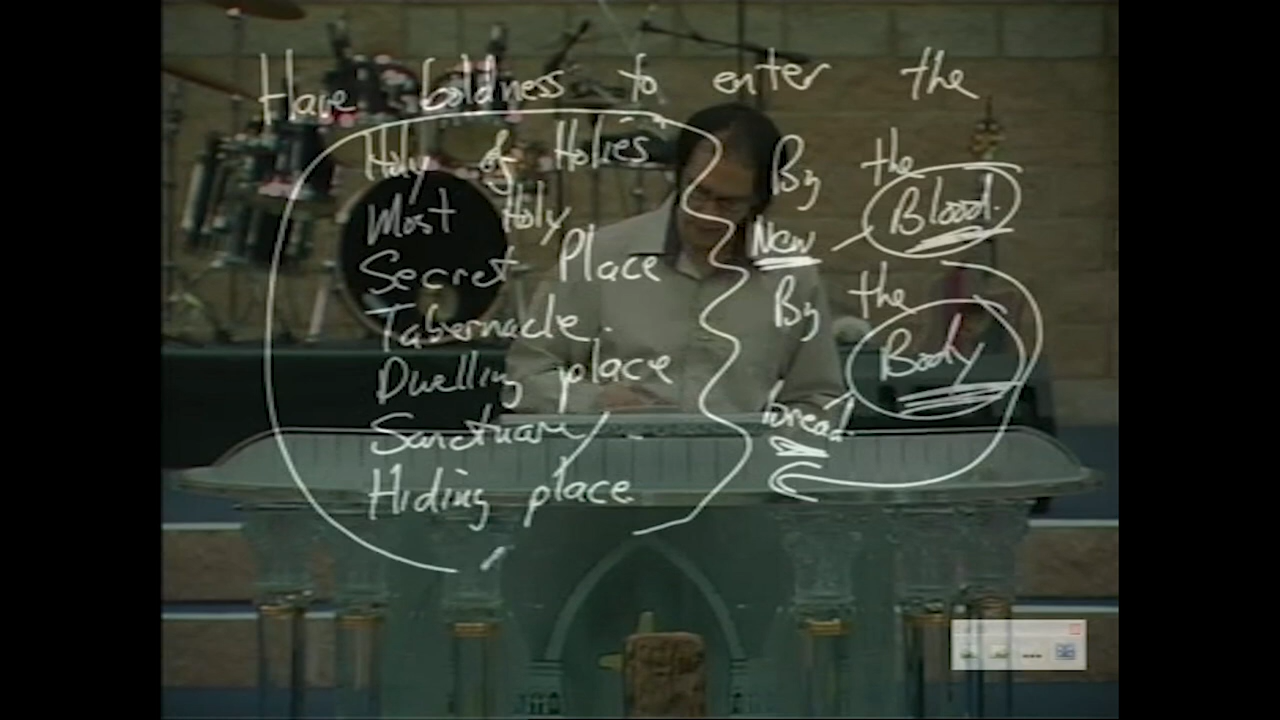 Have boldness to enter the
Holy of Holies
Most Holy
Secret Place
Tabernacle.
Dwelling place
Sanctuary
Hiding place
By the
Blood.
New
By the
Body
bread.